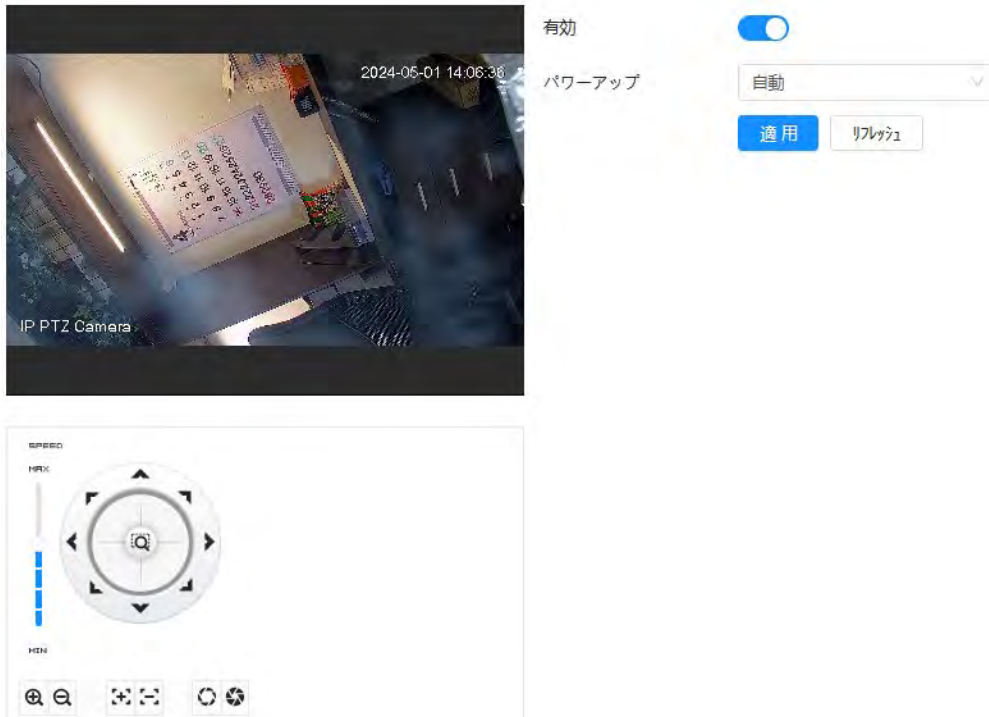 有効
2024-05-01 14:06:36
パワーアップ
自動
適用
リフレッシュ
IP PTZ Camera
SPEED
MAX
MIN